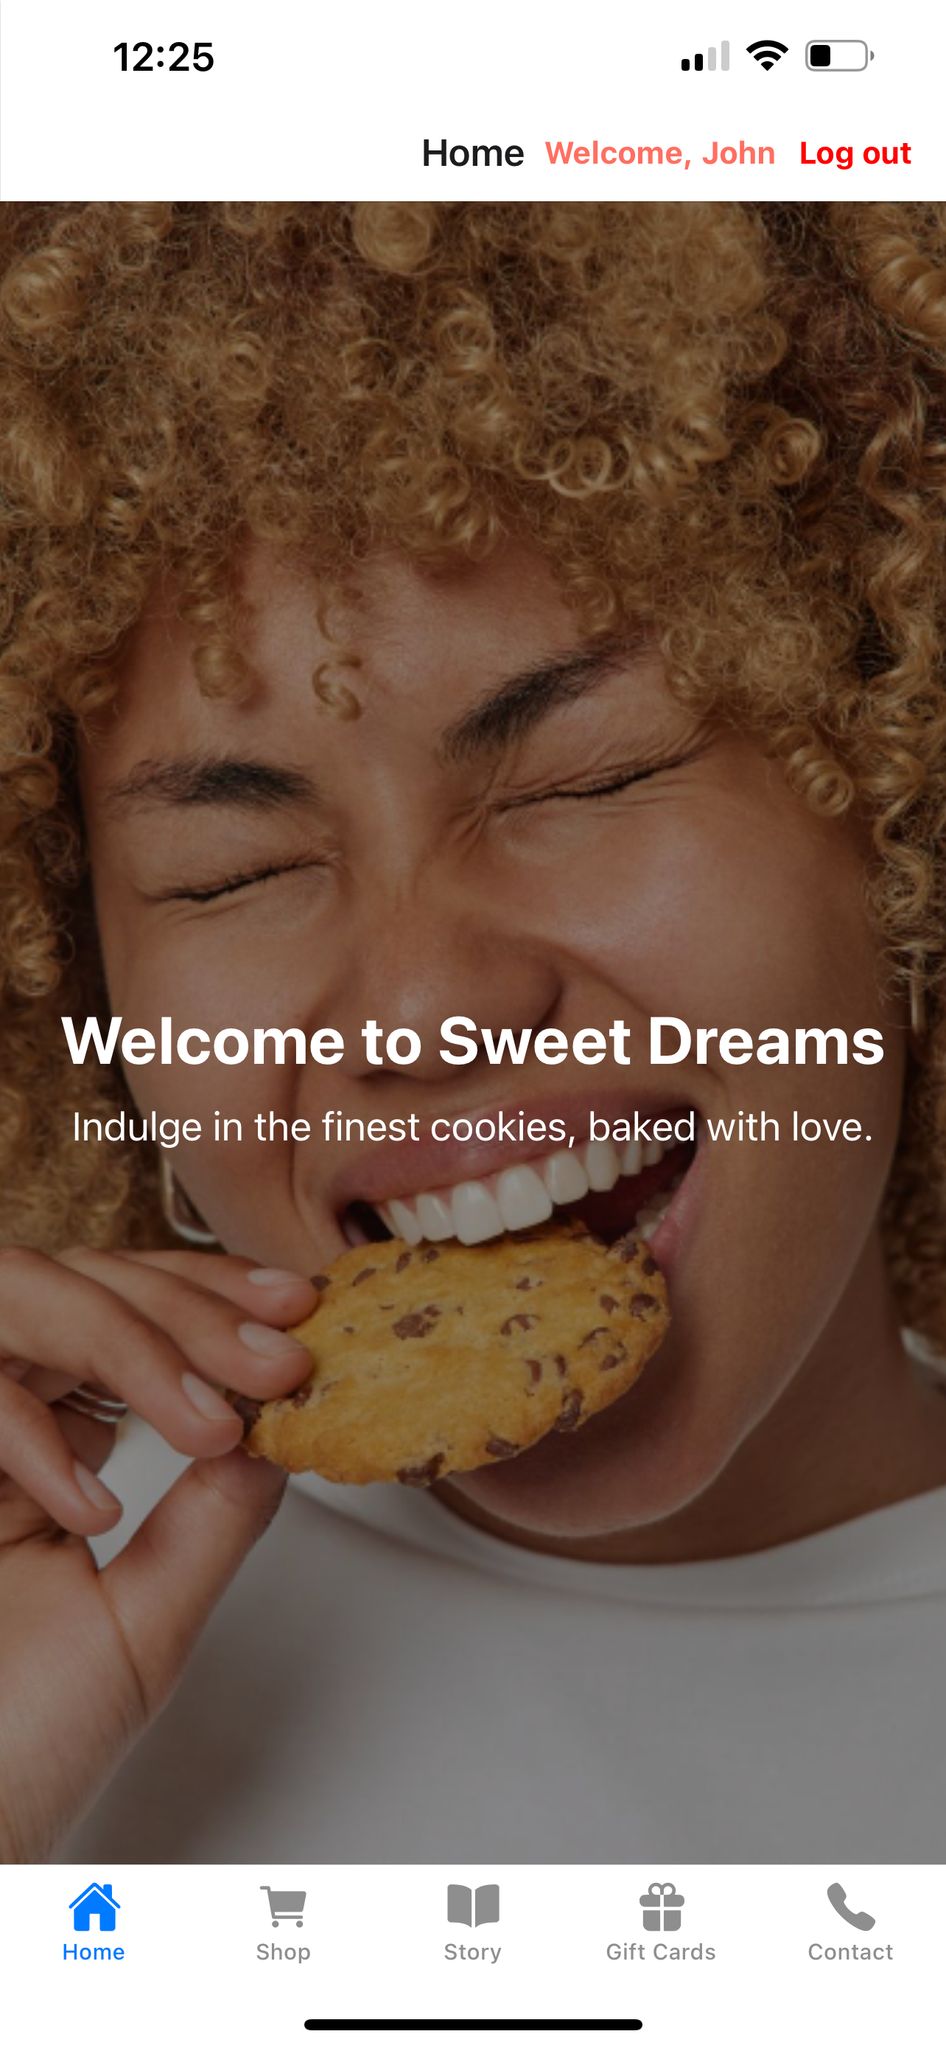 12:25
Home Welcome, John Log out
Welcome to Sweet Dreams
Indulge in the finest cookies, baked with love.
Home Shop Story Gift Cards Contact